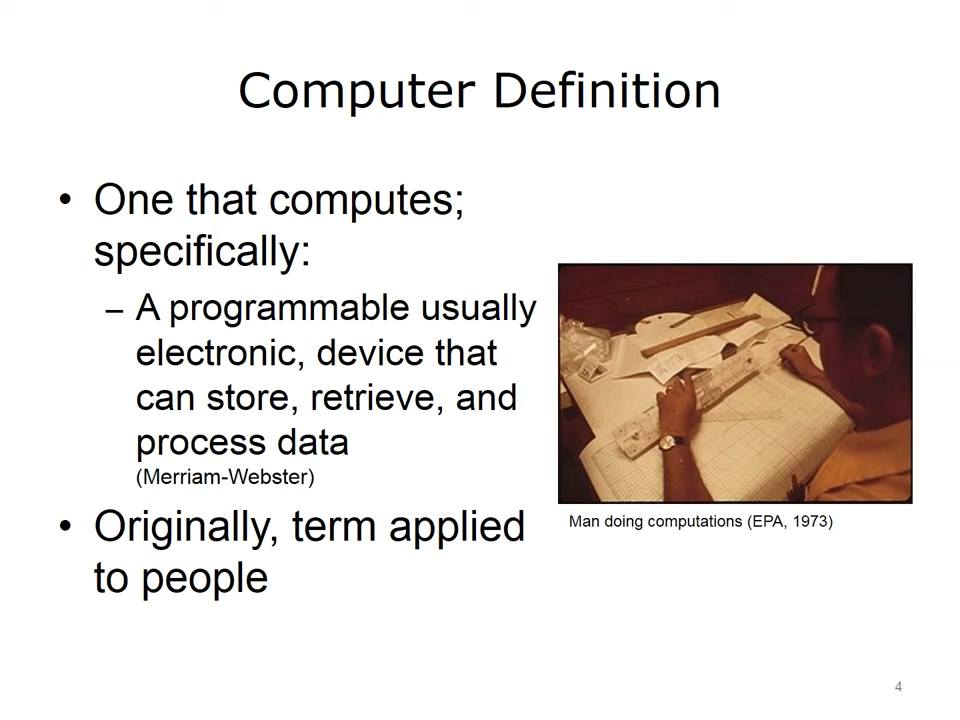 Computer Definition
• One that computes;
specifically:
– A programmable usually
electronic, device that
can store, retrieve, and
process data
(Merriam-Webster)
• Originally, term applied
to people
Man doing computations (EPA, 1973)
4